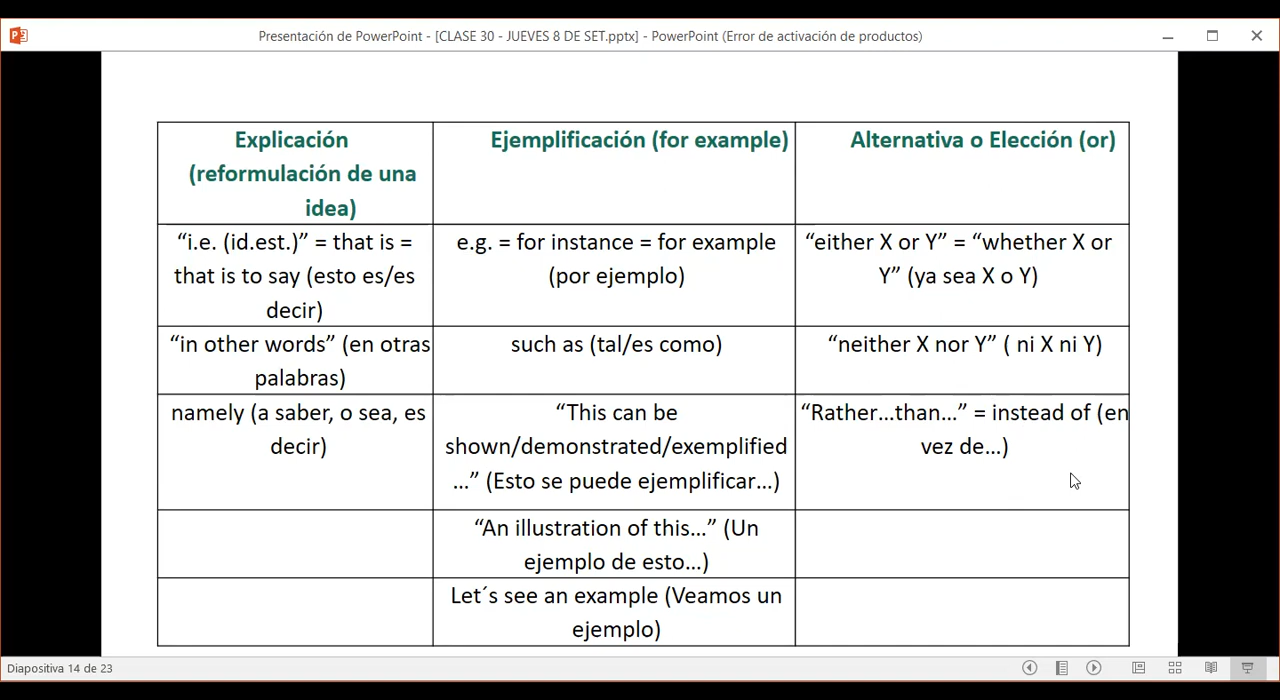 Presentación de PowerPoint - [CLASE 30 - JUEVES 8 DE SET.pptx] - PowerPoint (Error de activación de productos)
Explicación
(reformulación de una
idea)
Ejemplificación (for example)
Alternativa o Elección (or)
“i.e. (id.est.)” = that is =
that is to say (esto es/es
decir)
e.g. = for instance = for example
(por ejemplo)
“either X or Y” = “whether X or
Y” (ya sea X o Y)
“in other words” (en otras
palabras)
such as (tal/es como)
“neither X nor Y” ( ni X ni Y)
namely (a saber, o sea, es
decir)
“This can be
shown/demonstrated/exemplified
…” (Esto se puede ejemplificar…)
“Rather…than…” = instead of (en
vez de…)
“An illustration of this…” (Un
ejemplo de esto…)
Let´s see an example (Veamos un
ejemplo)
Diapositiva 14 de 23